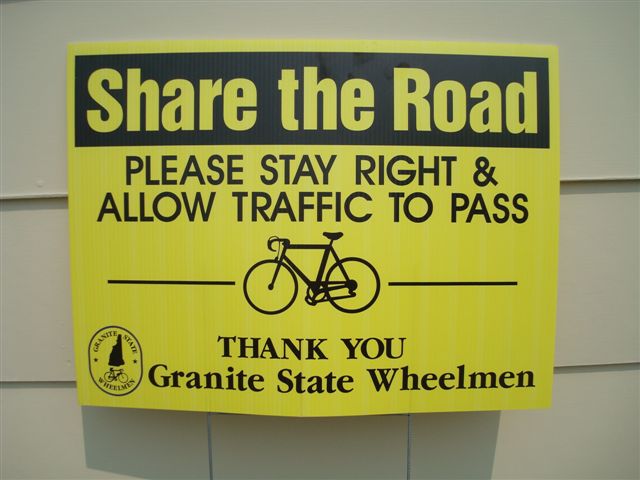 Share the Road
PLEASE STAY RIGHT &
ALLOW TRAFFIC TO PASS
GRANITE STATE
WHEELMEN
THANK YOU
Granite State Wheelmen